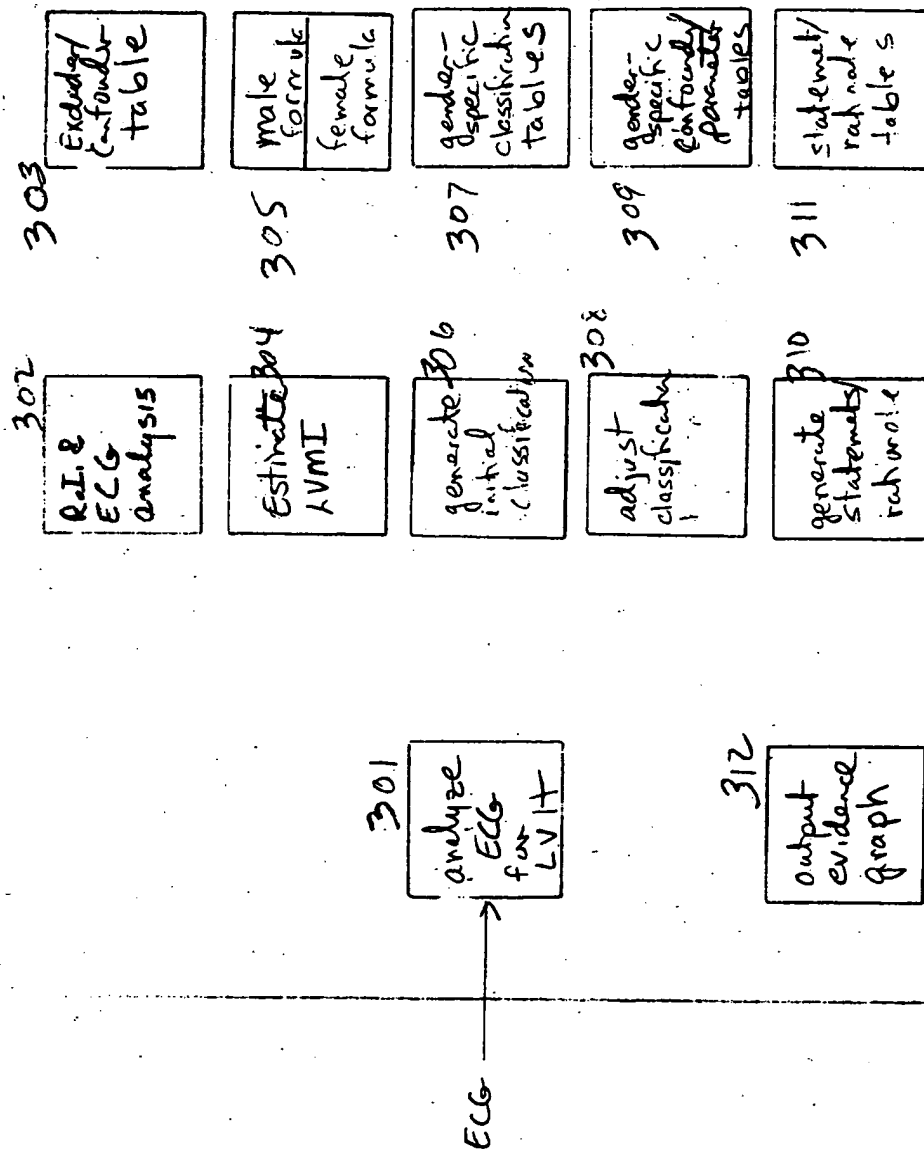 302
R.I. &
ECG
analysis
303
Excluder/
Confounder
table
Estimate 304
LVMI
305
male
formula
female
formula
ECG
301
analyze
ECG
for
LVH
generate 306
initial
classification
307
gender-
specific
classification
tables
308
adjust
classification
309
gender-
specific
Confounder/
parameter
tables
312
output
evidence
graph
310
generate
statements/
rationale
311
statement/
rationale
tables